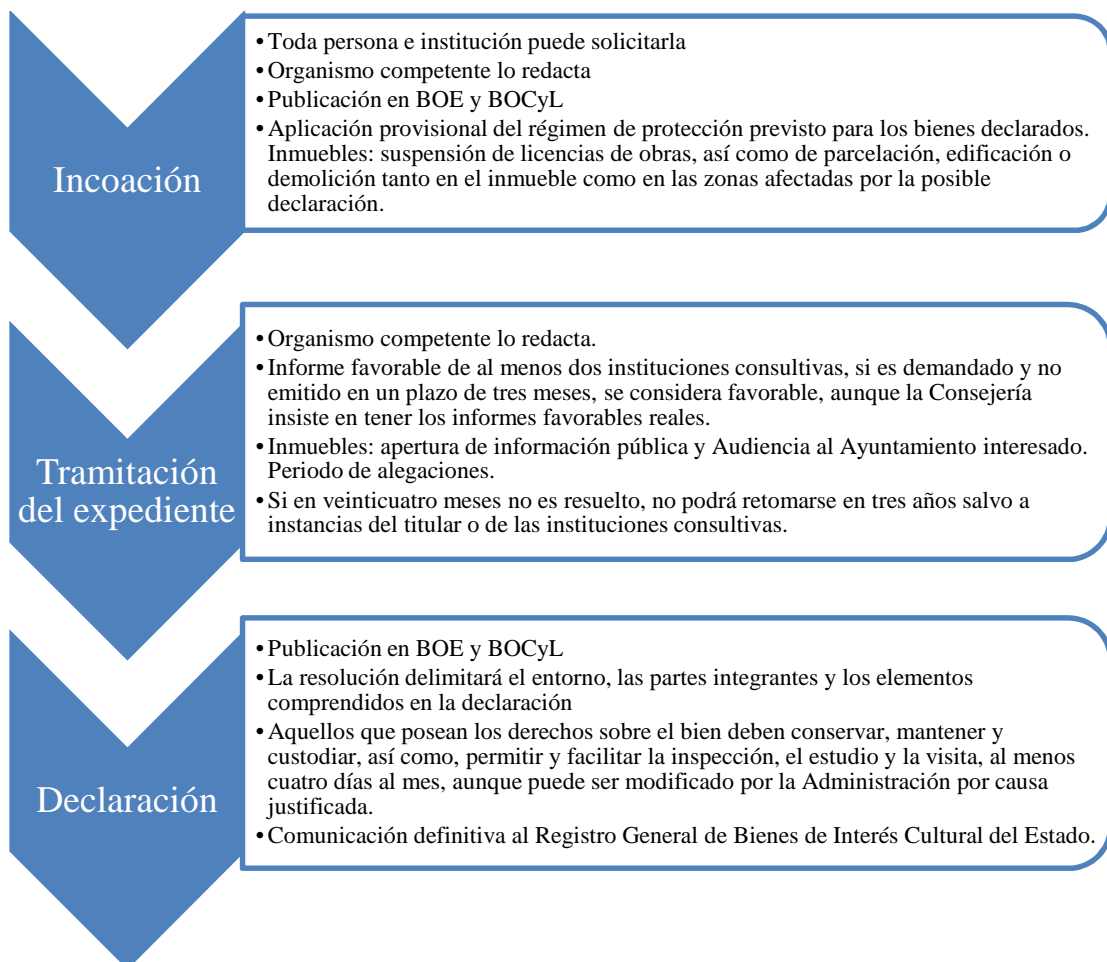 Incoación
• Toda persona e institución puede solicitarla
• Organismo competente lo redacta
• Publicación en BOE y BOCyL
• Aplicación provisional del régimen de protección previsto para los bienes declarados.
Inmuebles: suspensión de licencias de obras, así como de parcelación, edificación o
demolición tanto en el inmueble como en las zonas afectadas por la posible
declaración.
Tramitación
del expediente
• Organismo competente lo redacta.
• Informe favorable de al menos dos instituciones consultivas, si es demandado y no
emitido en un plazo de tres meses, se considera favorable, aunque la Consejería
insiste en tener los informes favorables reales.
• Inmuebles: apertura de información pública y Audiencia al Ayuntamiento interesado.
Periodo de alegaciones.
• Si en veinticuatro meses no es resuelto, no podrá retomarse en tres años salvo a
instancias del titular o de las instituciones consultivas.
Declaración
• Publicación en BOE y BOCyL
• La resolución delimitará el entorno, las partes integrantes y los elementos
comprendidos en la declaración
• Aquellos que posean los derechos sobre el bien deben conservar, mantener y
custodiar, así como, permitir y facilitar la inspección, el estudio y la visita, al menos
cuatro días al mes, aunque puede ser modificado por la Administración por causa
justificada.
• Comunicación definitiva al Registro General de Bienes de Interés Cultural del Estado.